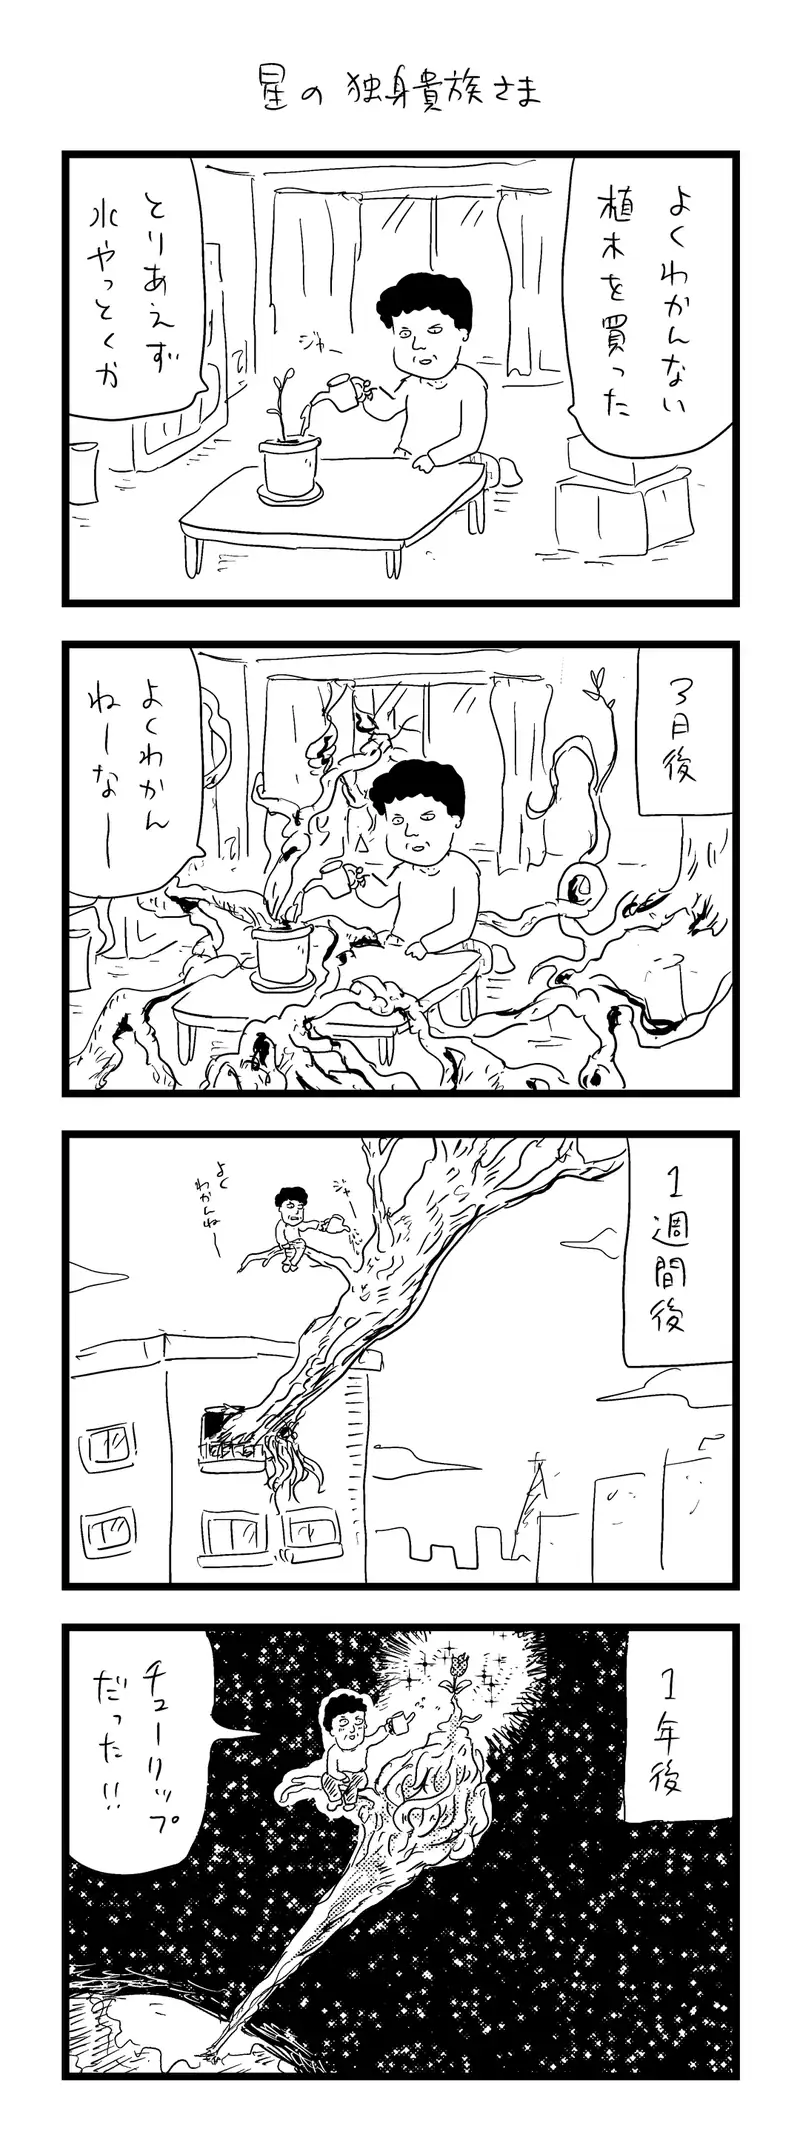 星の独身貴族さま
よくわかんない
植木を買った
とりあえず
水やっとくか
ジャー
3日後
よくわかん
ねーなー
1週間後
ジャー
よく
わかんねー
1年後
チューリップ
だった!!